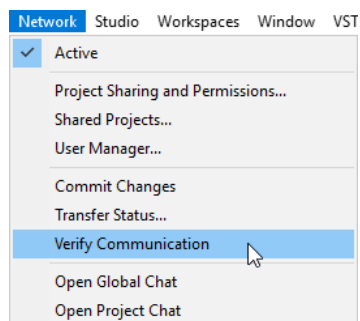 Network Studio Workspaces Window VST
Active
Project Sharing and Permissions...
Shared Projects...
User Manager...
Commit Changes
Transfer Status...
Verify Communication
Open Global Chat
Open Project Chat